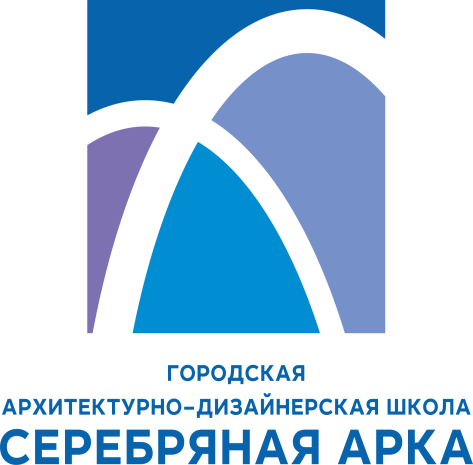 ГОРОДСКАЯ
АРХИТЕКТУРНО-ДИЗАЙНЕРСКАЯ ШКОЛА
СЕРЕБРЯНАЯ АРКА